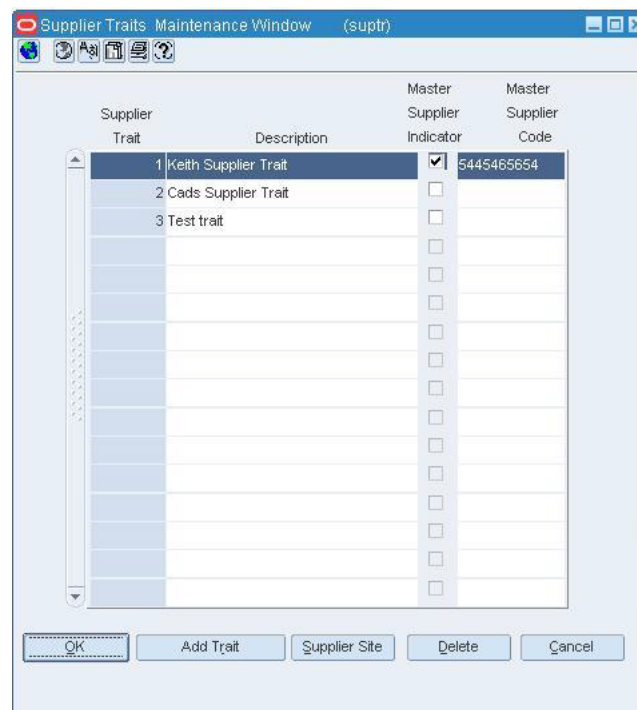 Supplier Traits Maintenance Window (suptr)
Supplier Trait
Description
Master Supplier Indicator
Master Supplier Code
1 Keith Supplier Trait 5445465654
2 Cads Supplier Trait
3 Test trait
OK Add Trait Supplier Site Delete Cancel